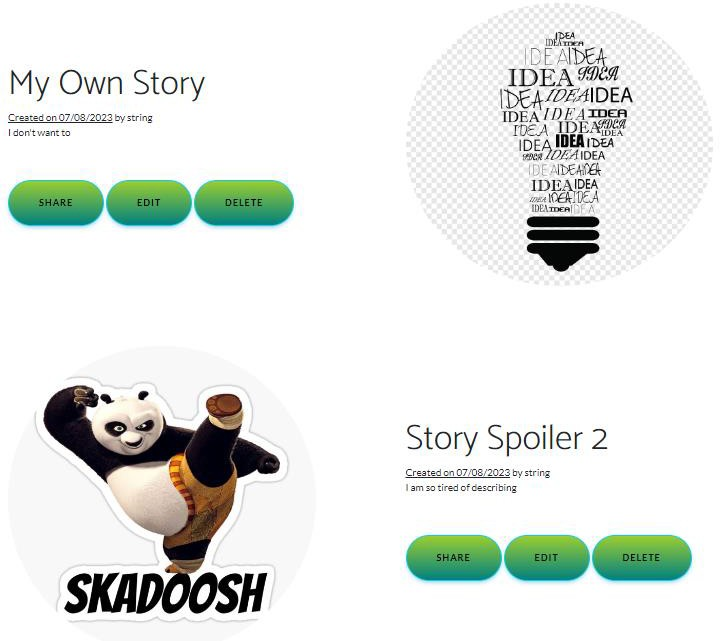 My Own Story
Created on 07/08/2023 by string
I don't want to
SHARE EDIT DELETE
IDEA
IDEA IDEA
IDEA IDEA
IDEA IDEA
IDEA IDEA IDEA
IDEA IDEA IDEA
IDEA IDEA IDEA
IDEA IDEA IDEA
IDEA IDEA IDEA
IDEA IDEA IDEA
IDEA IDEA
IDEA IDEA IDEA
IDEA IDEA IDEA
SKADOOSH
Story Spoiler 2
Created on 07/08/2023 by string
I am so tired of describing
SHARE EDIT DELETE